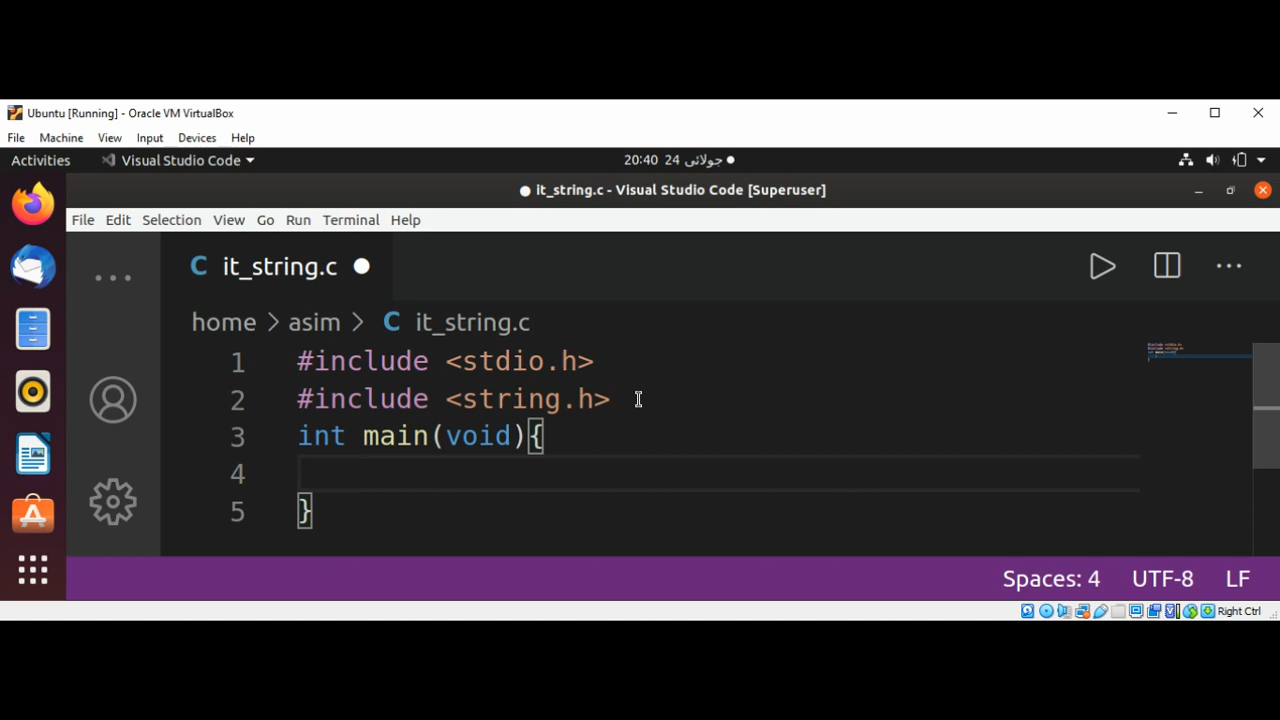 Ubuntu [Running] - Oracle VM VirtualBox
File Machine View Input Devices Help
Activities Visual Studio Code 20:40 24 جولائی
it_string.c - Visual Studio Code [Superuser]
File Edit Selection View Go Run Terminal Help
C it_string.c
home > asim > C it_string.c
1 #include <stdio.h>
2 #include <string.h>
3 int main(void){
4
5 }
Spaces: 4 UTF-8 LF
Right Ctrl